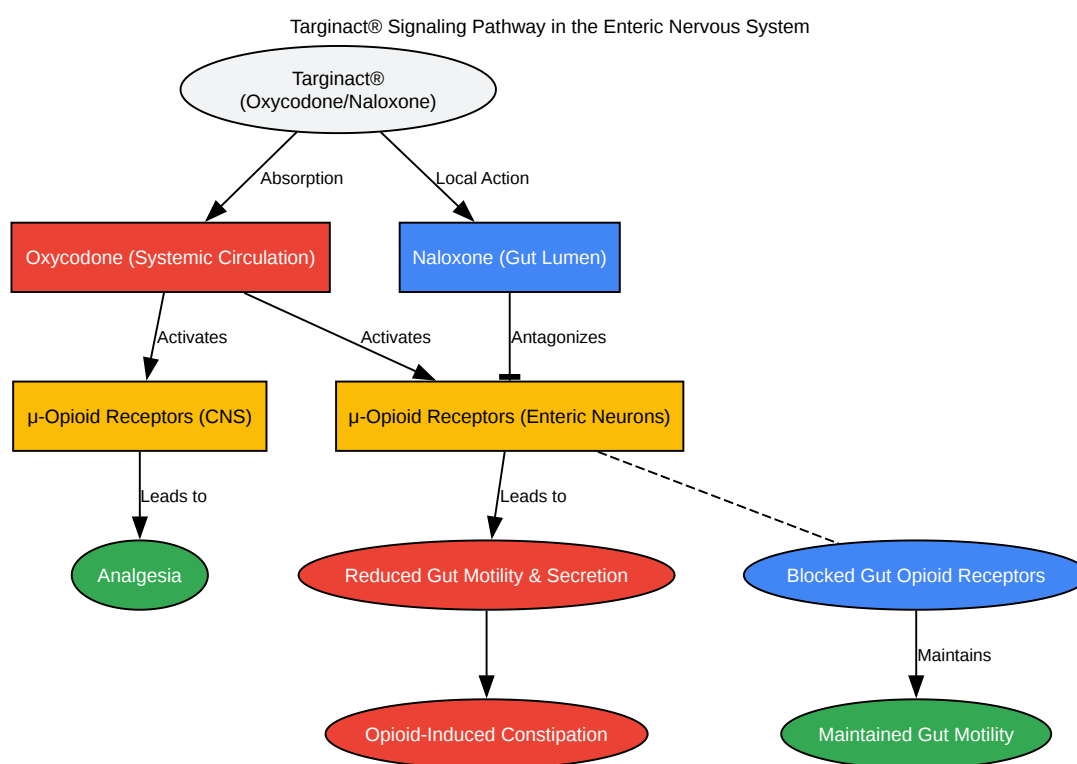 Targinact® Signaling Pathway in the Enteric Nervous System
Targinact®
(Oxycodone/Naloxone)
Absorption
Local Action
Oxycodone (Systemic Circulation)
Naloxone (Gut Lumen)
Activates
Activates
Antagonizes
μ-Opioid Receptors (CNS)
μ-Opioid Receptors (Enteric Neurons)
Leads to
Leads to
Analgesia
Reduced Gut Motility & Secretion
Blocked Gut Opioid Receptors
Maintains
Opioid-Induced Constipation
Maintained Gut Motility